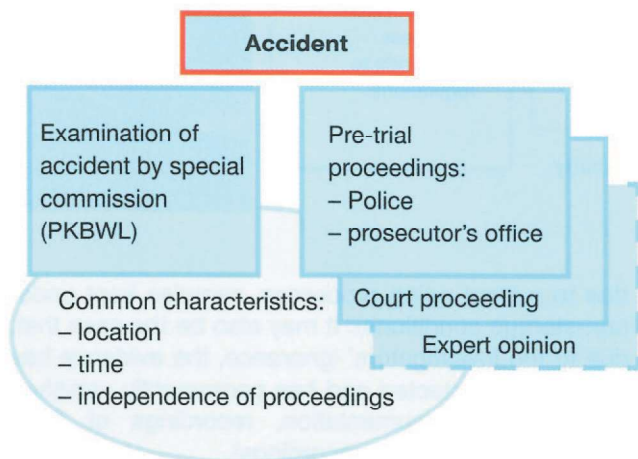 Accident
Examination of
accident by special
commission
(PKBWL)
Pre-trial
proceedings:
– Police
– prosecutor's office
Common characteristics:
– location
– time
– independence of proceedings
Court proceeding
Expert opinion